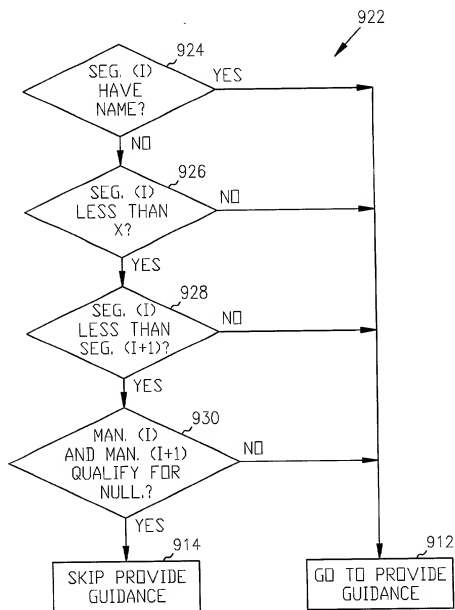 922
924
SEG. (I)
HAVE
NAME?
YES
NO
926
SEG. (I)
LESS THAN
X?
NO
YES
928
SEG. (I)
LESS THAN
SEG. (I+1)?
NO
YES
930
MAN. (I)
AND MAN. (I+1)
QUALIFY FOR
NULL.?
NO
YES
914
SKIP PROVIDE
GUIDANCE
912
GO TO PROVIDE
GUIDANCE